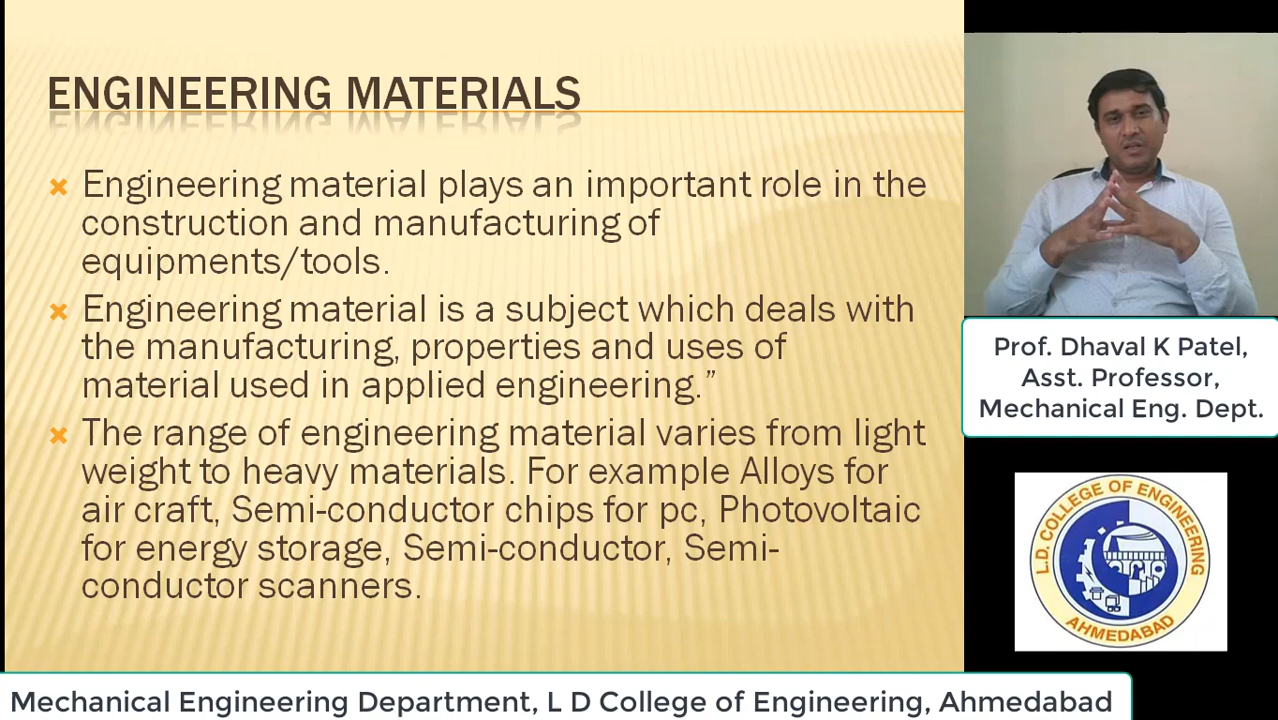 ENGINEERING MATERIALS
Engineering material plays an important role in the
construction and manufacturing of
equipments/tools.
Engineering material is a subject which deals with
the manufacturing, properties and uses of
material used in applied engineering.”
The range of engineering material varies from light
weight to heavy materials. For example Alloys for
air craft, Semi-conductor chips for pc, Photovoltaic
for energy storage, Semi-conductor, Semi-
conductor scanners.
Prof. Dhaval K Patel,
Asst. Professor,
Mechanical Eng. Dept.
L.D. COLLEGE OF ENGINEERING
AHMEDABAD
Mechanical Engineering Department, L D College of Engineering, Ahmedabad